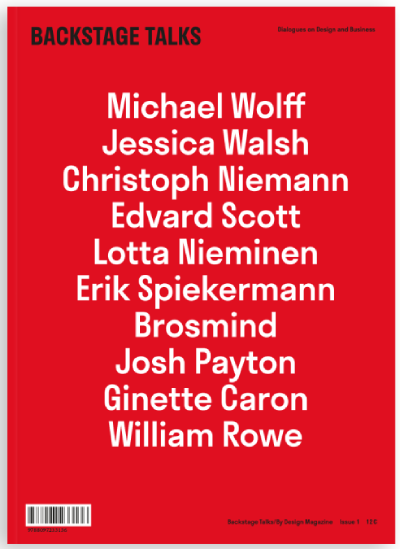 BACKSTAGE TALKS
Dialogues on Design and Business
Michael Wolff
Jessica Walsh
Christoph Niemann
Edvard Scott
Lotta Nieminen
Erik Spiekermann
Brosmind
Josh Payton
Ginette Caron
William Rowe
Backstage Talks/By Design Magazine Issue 1